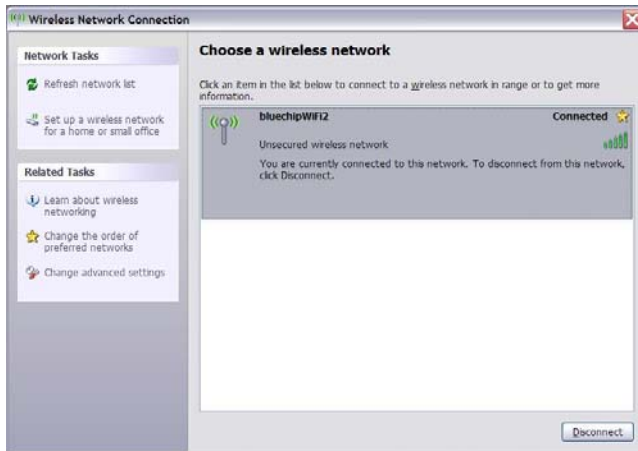 Wireless Network Connection
Network Tasks
Refresh network list
Set up a wireless network
for a home or small office
Related Tasks
Learn about wireless
networking
Change the order of
preferred networks
Change advanced settings
Choose a wireless network
Click an item in the list below to connect to a wireless network in range or to get more
information.
bluechipWiFi2
Connected
Unsecured wireless network
You are currently connected to this network. To disconnect from this network,
click Disconnect.
Disconnect